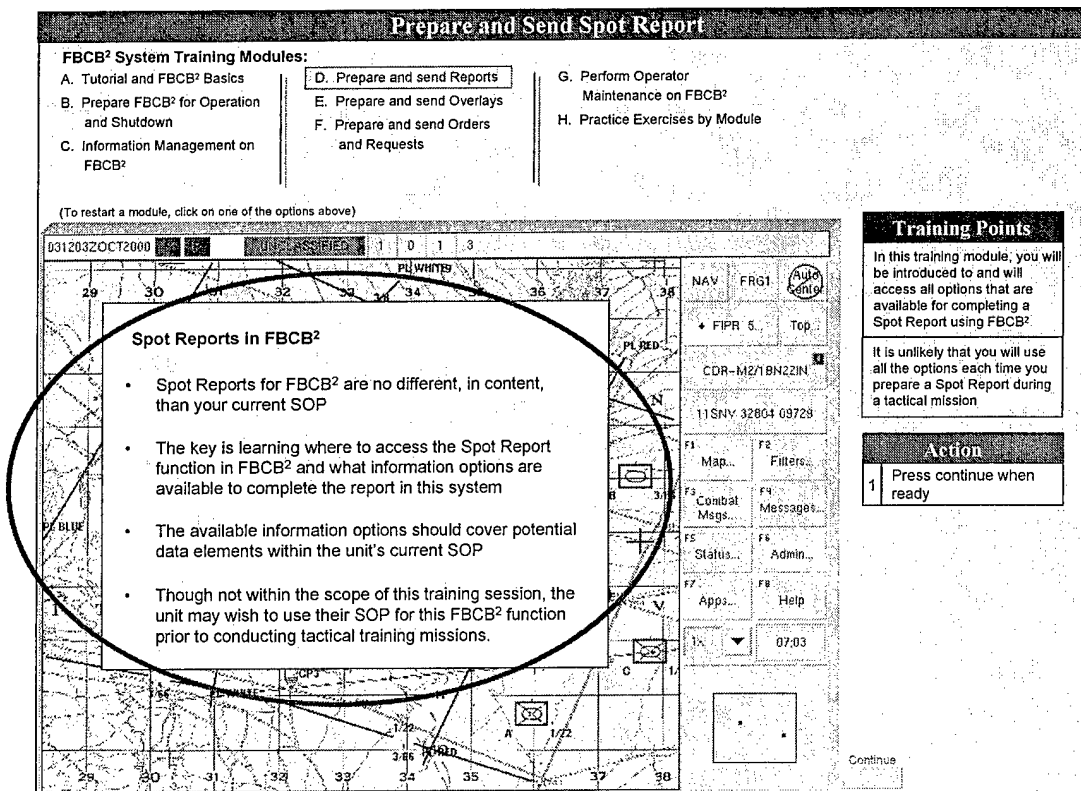 Prepare and Send Spot Report
FBCB² System Training Modules:
A. Tutorial and FBCB² Basics
B. Prepare FBCB² for Operation
and Shutdown
C. Information Management on
FBCB²
D. Prepare and send Reports
E. Prepare and send Overlays
F. Prepare and send Orders
and Requests
G. Perform Operator
Maintenance on FBCB²
H. Practice Exercises by Module
(To restart a module, click on one of the options above)
031203ZOCT2000 UNCLASSIFIED 1 0 1 3
PL WHITE
29 30 31 32 33 34 36 37 38
Spot Reports in FBCB²
• Spot Reports for FBCB² are no different, in content,
than your current SOP
• The key is learning where to access the Spot Report
function in FBCB² and what information options are
available to complete the report in this system
• The available information options should cover potential
data elements within the unit's current SOP
• Though not within the scope of this training session, the
unit may wish to use their SOP for this FBCB² function
prior to conducting tactical training missions.
PL RED
N
PL BLUE
V
C
CP3
3/66
A
1/22
1/22
3/66
29 30 31 32 33 34 35 37 38
NAV FRG1 Auto
Center
FIPR 5... Top...
CDR-M2/1BN22IN
11SNV 32804 09729
F1 Map... F2 Filters...
F3 Combat
Msgs... F4 Messages...
F5 Status... F6 Admin...
F7 Apps... F8 Help
1x 07:03
Training Points
In this training module, you will
be introduced to and will
access all options that are
available for completing a
Spot Report using FBCB²
It is unlikely that you will use
all the options each time you
prepare a Spot Report during
a tactical mission
Action
1 Press continue when
ready
Continue